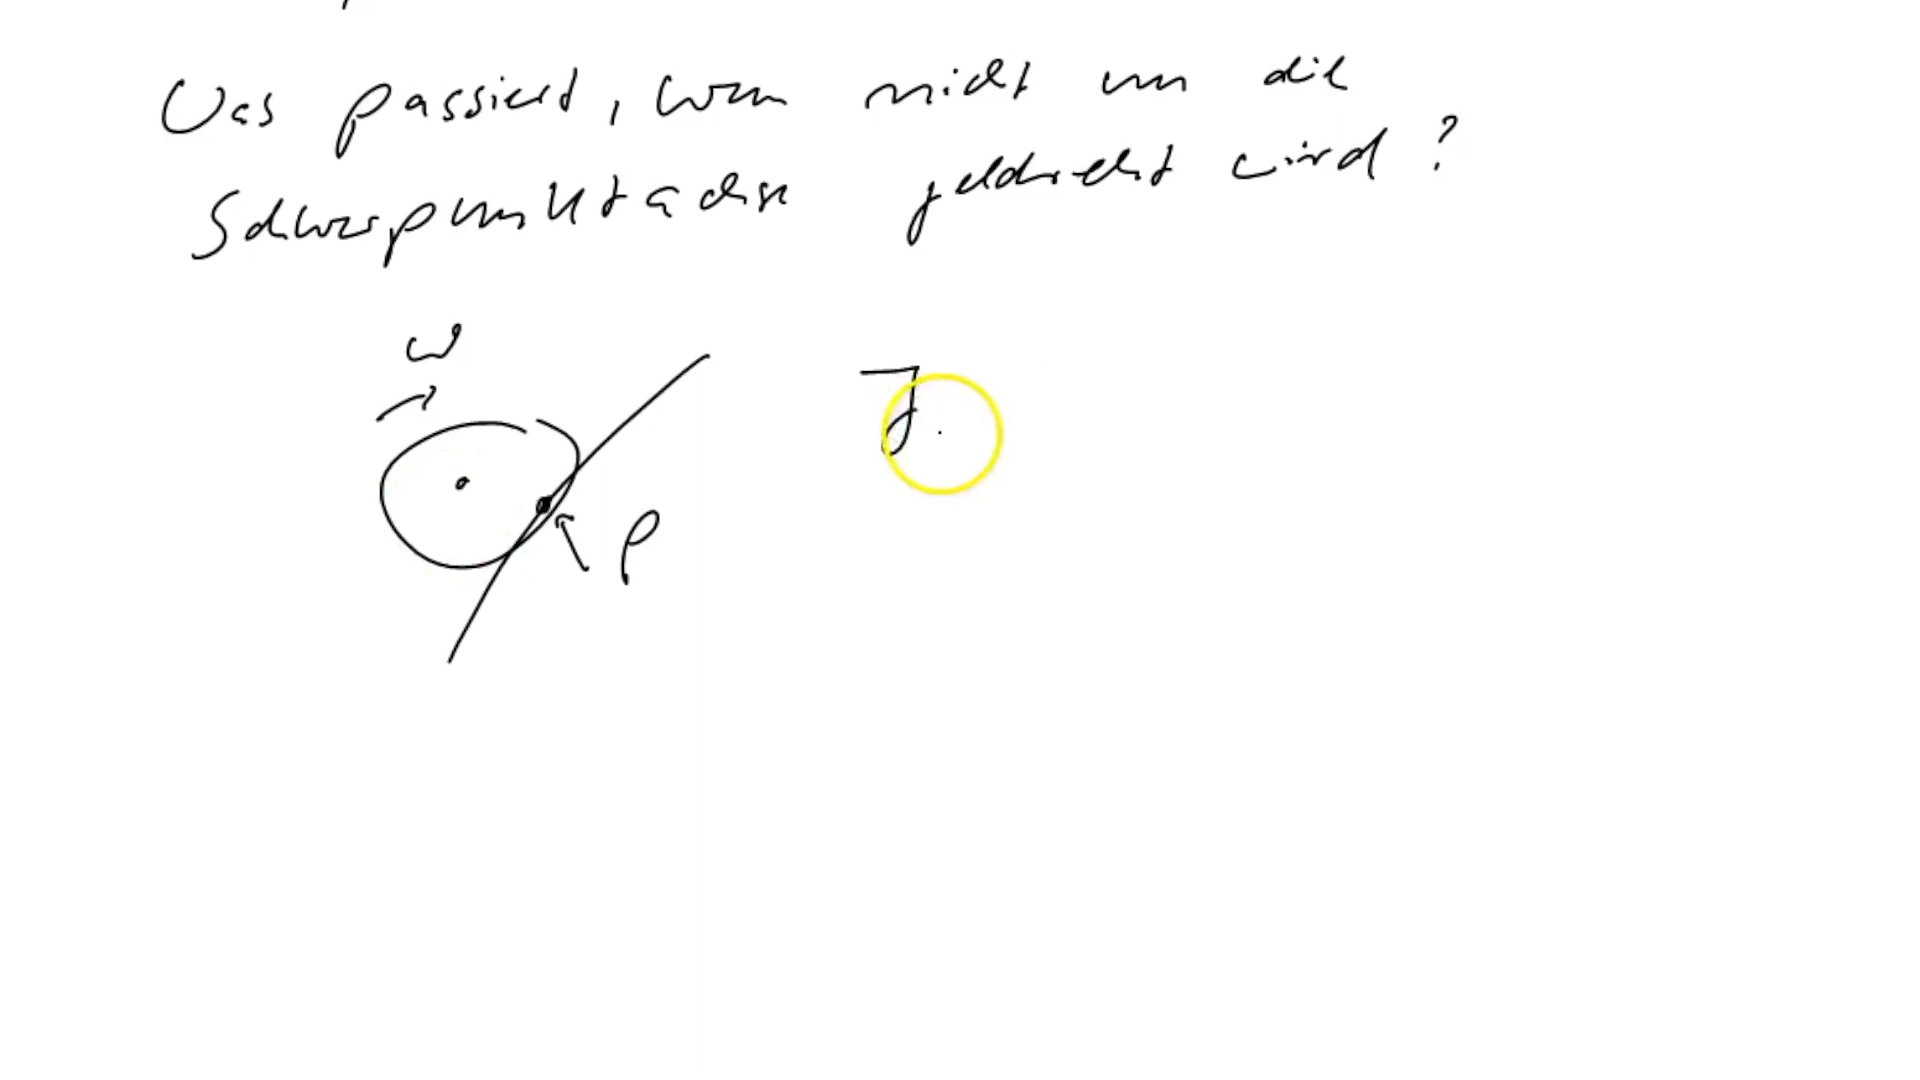 Was passiert, wenn nicht um die
Schwerpunktachse gedreht wird?
ω
J
P